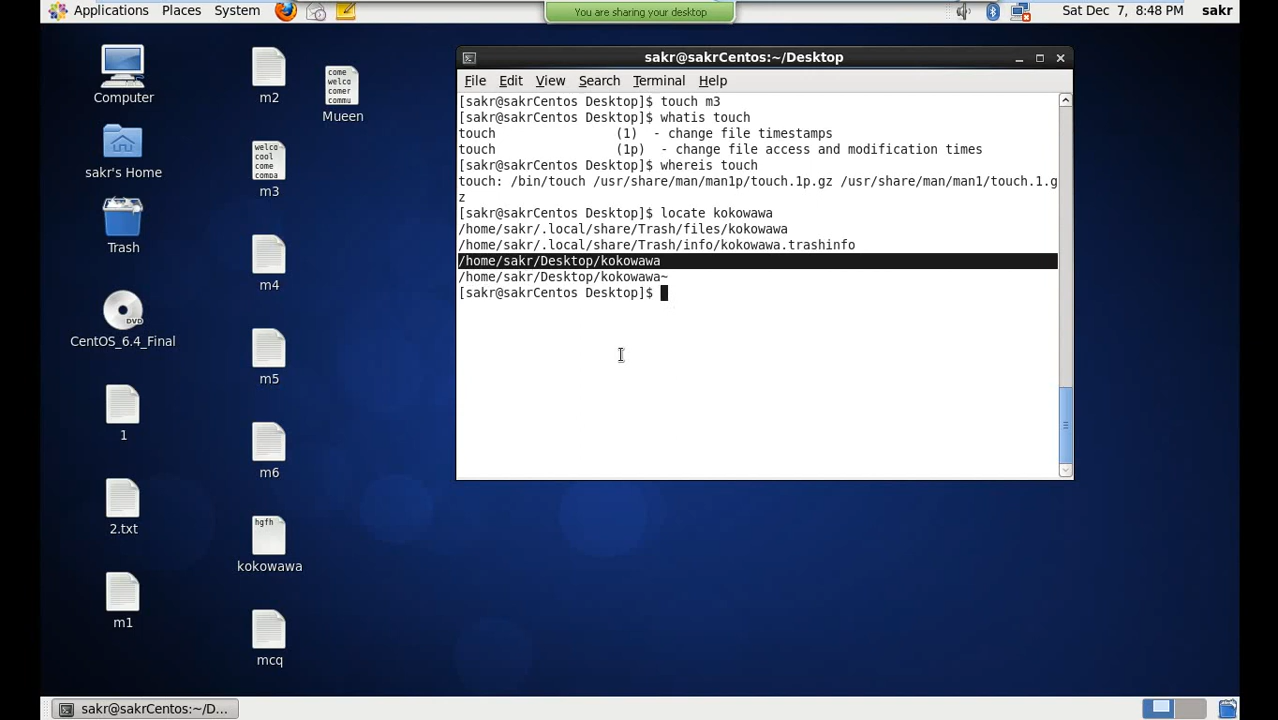 Applications Places System
You are sharing your desktop
Sat Dec 7, 8:48 PM sakr
Computer
sakr's Home
Trash
DVD
CentOS_6.4_Final
1
2.txt
m1
m2
welco
cool
come
compa
m3
m4
m5
m6
hgfh
kokowawa
mcq
come
welco
comer
commu
Mueen
sakr@sakrCentos:~/Desktop
File Edit View Search Terminal Help
[sakr@sakrCentos Desktop]$ touch m3
[sakr@sakrCentos Desktop]$ whatis touch
touch (1) - change file timestamps
touch (1p) - change file access and modification times
[sakr@sakrCentos Desktop]$ whereis touch
touch: /bin/touch /usr/share/man/man1p/touch.1p.gz /usr/share/man/man1/touch.1.g
z
[sakr@sakrCentos Desktop]$ locate kokowawa
/home/sakr/.local/share/Trash/files/kokowawa
/home/sakr/.local/share/Trash/info/kokowawa.trashinfo
/home/sakr/Desktop/kokowawa
/home/sakr/Desktop/kokowawa~
[sakr@sakrCentos Desktop]$
sakr@sakrCentos:~/D...